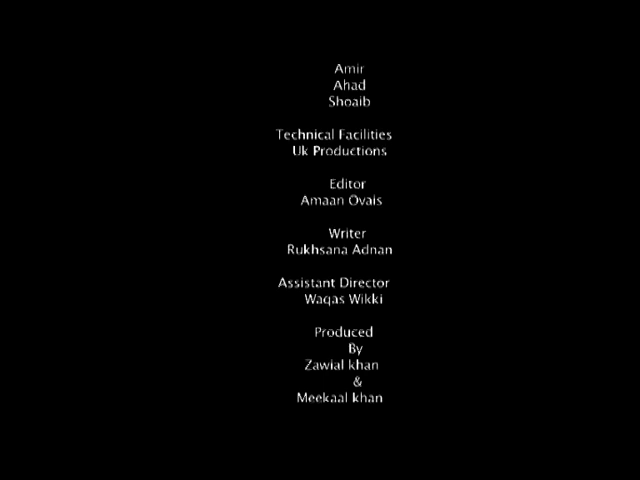 Amir
Ahad
Shoaib
Technical Facilities
Uk Productions
Editor
Amaan Ovais
Writer
Rukhsana Adnan
Assistant Director
Waqas Wikki
Produced
By
Zawial khan
&
Meekaal khan